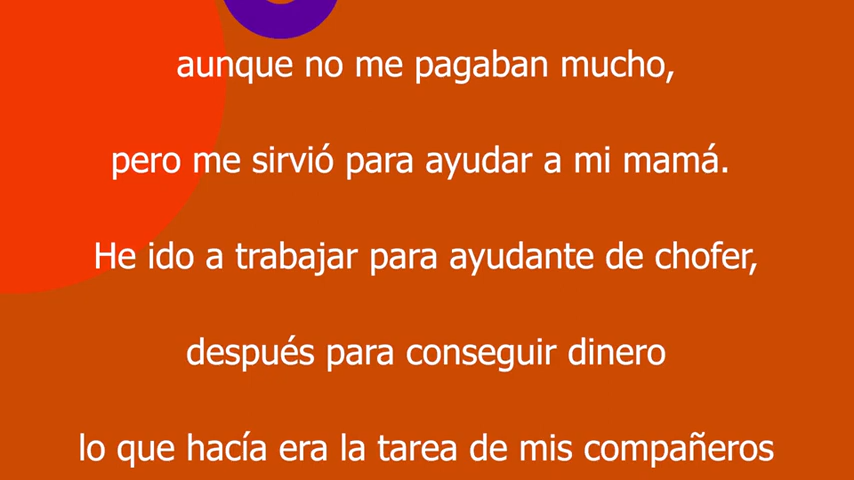 aunque no me pagaban mucho,
pero me sirvió para ayudar a mi mamá.
He ido a trabajar para ayudante de chofer,
después para conseguir dinero
lo que hacía era la tarea de mis compañeros